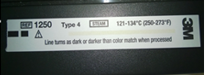 REF 1250 Type 4 STEAM 121-134°C (250-273°F)
Line turns as dark or darker than color match when processed
3M